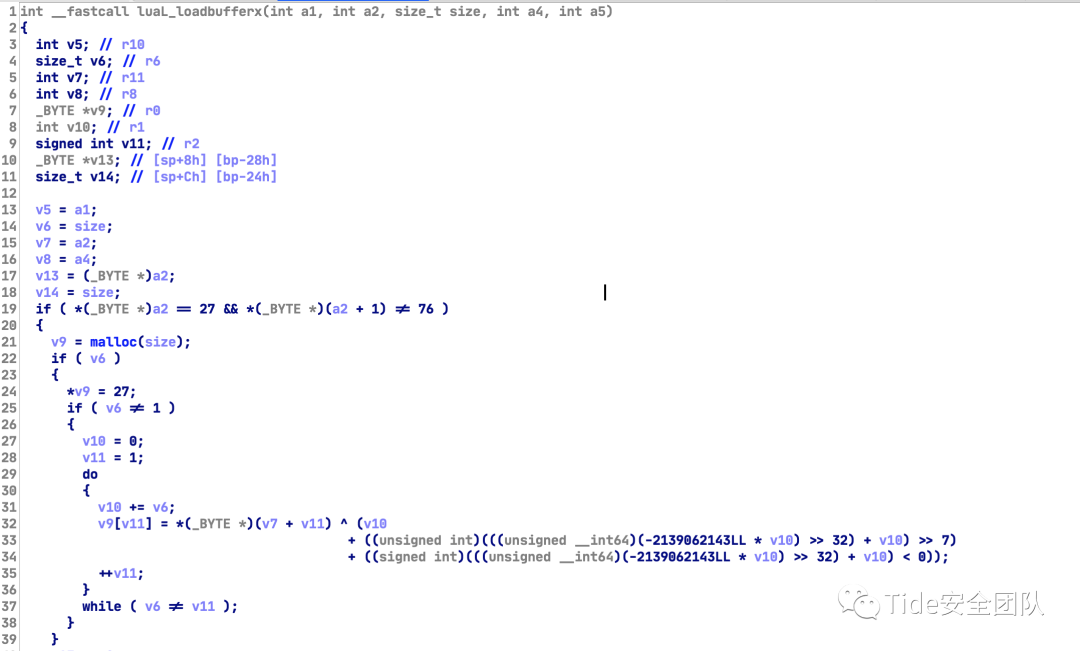 1 int __fastcall luaL_loadbufferx(int a1, int a2, size_t size, int a4, int a5)
2 {
3 int v5; // r10
4 size_t v6; // r6
5 int v7; // r11
6 int v8; // r8
7 _BYTE *v9; // r0
8 int v10; // r1
9 signed int v11; // r2
10 _BYTE *v13; // [sp+8h] [bp-28h]
11 size_t v14; // [sp+Ch] [bp-24h]
12
13 v5 = a1;
14 v6 = size;
15 v7 = a2;
16 v8 = a4;
17 v13 = (_BYTE *)a2;
18 v14 = size;
19 if ( *(_BYTE *)a2 == 27 && *(_BYTE *)(a2 + 1) != 76 )
20 {
21 v9 = malloc(size);
22 if ( v6 )
23 {
24 *v9 = 27;
25 if ( v6 != 1 )
26 {
27 v10 = 0;
28 v11 = 1;
29 do
30 {
31 v10 += v6;
32 v9[v11] = *(_BYTE *)(v7 + v11) ^ (v10
33 + ((unsigned int)(((unsigned __int64)(-2139062143LL * v10) >> 32) + v10) >> 7)
34 + ((signed int)(((unsigned __int64)(-2139062143LL * v10) >> 32) + v10) < 0));
35 ++v11;
36 }
37 while ( v6 != v11 );
38 }
39 }
Tide安全团队